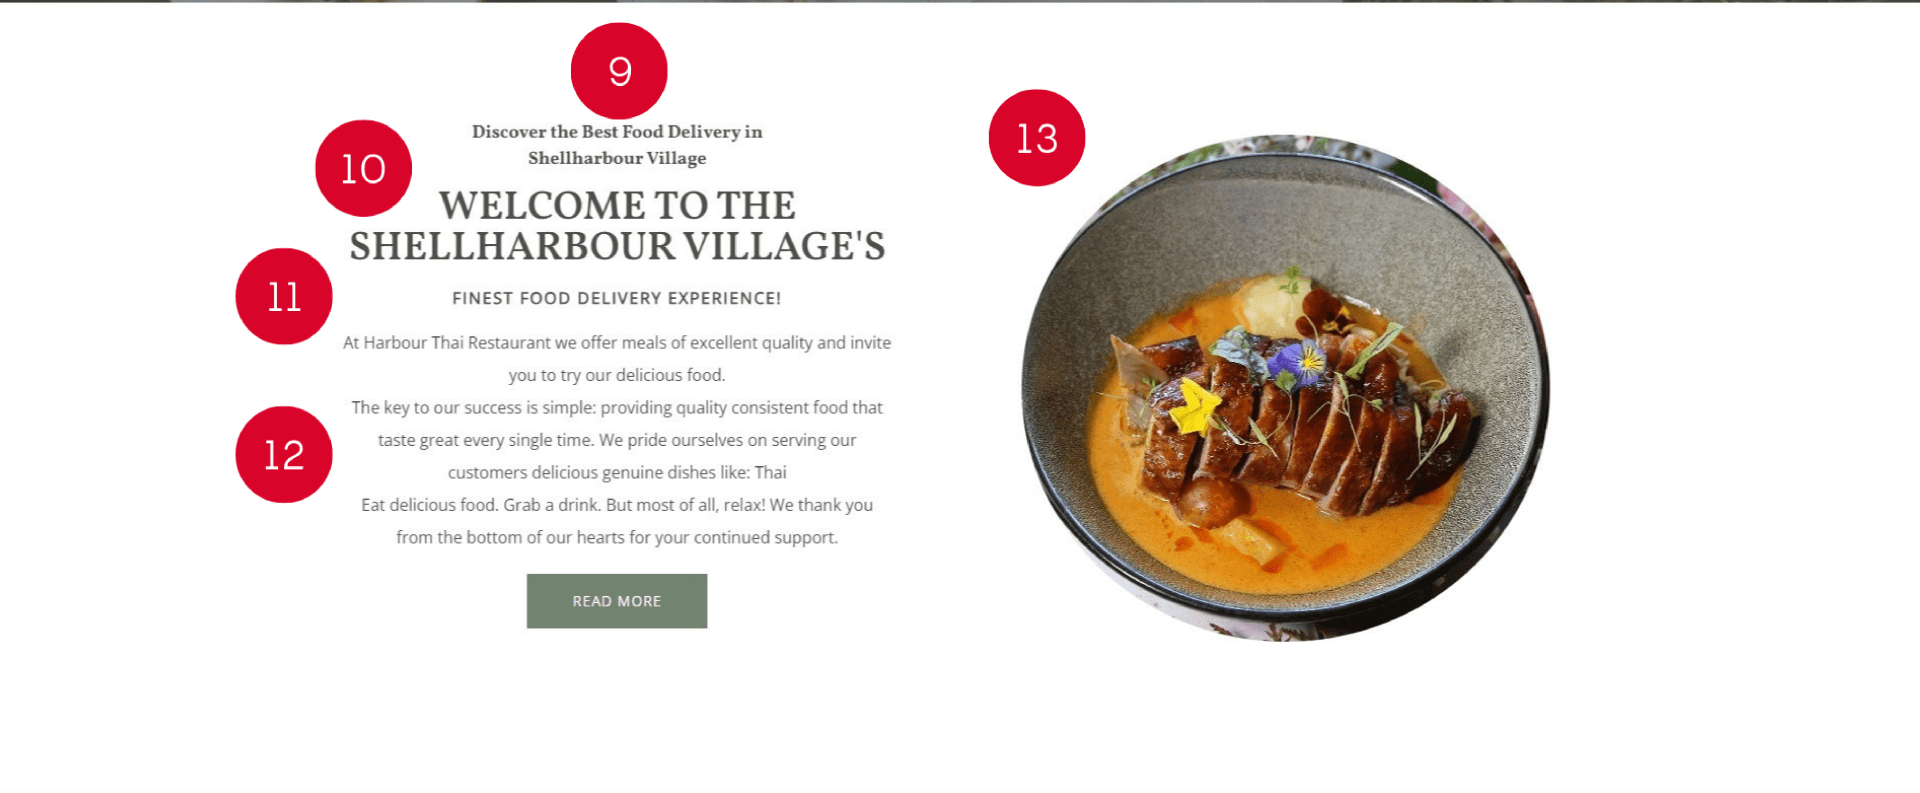 9
Discover the Best Food Delivery in
Shellharbour Village
10
WELCOME TO THE
SHELLHARBOUR VILLAGE'S
11
FINEST FOOD DELIVERY EXPERIENCE!
At Harbour Thai Restaurant we offer meals of excellent quality and invite
you to try our delicious food.
12
The key to our success is simple: providing quality consistent food that
taste great every single time. We pride ourselves on serving our
customers delicious genuine dishes like: Thai
Eat delicious food. Grab a drink. But most of all, relax! We thank you
from the bottom of our hearts for your continued support.
READ MORE
13